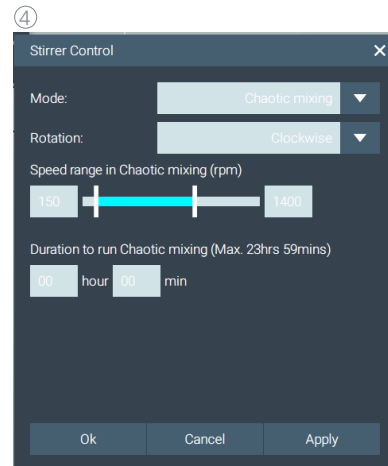 ④
Stirrer Control ×
Mode: Chaotic mixing
Rotation: Clockwise
Speed range in Chaotic mixing (rpm)
150 1400
Duration to run Chaotic mixing (Max. 23hrs 59mins)
00 hour 00 min
Ok Cancel Apply